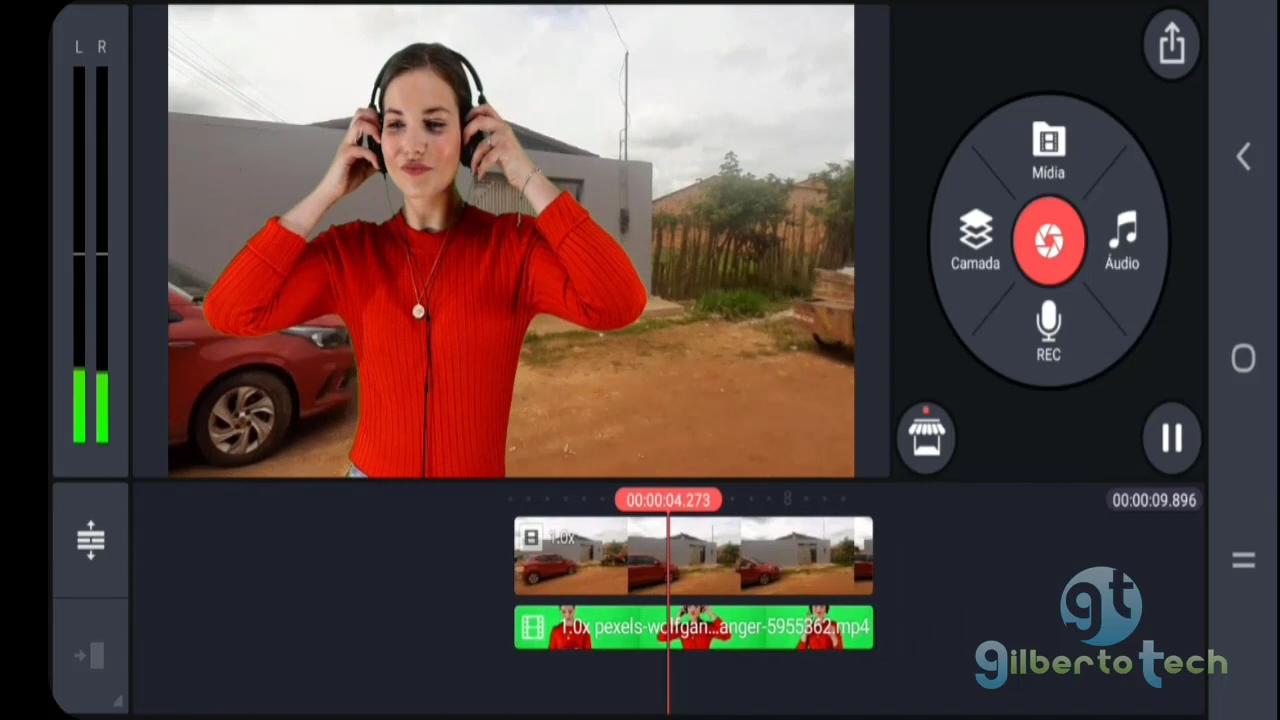 L R
Mídia
Camada
Áudio
REC
00:00:04.273
8
00:00:09.896
1.0x
1.0x pexels-wolfgan...anger-5955362.mp4
gt
gilberto tech